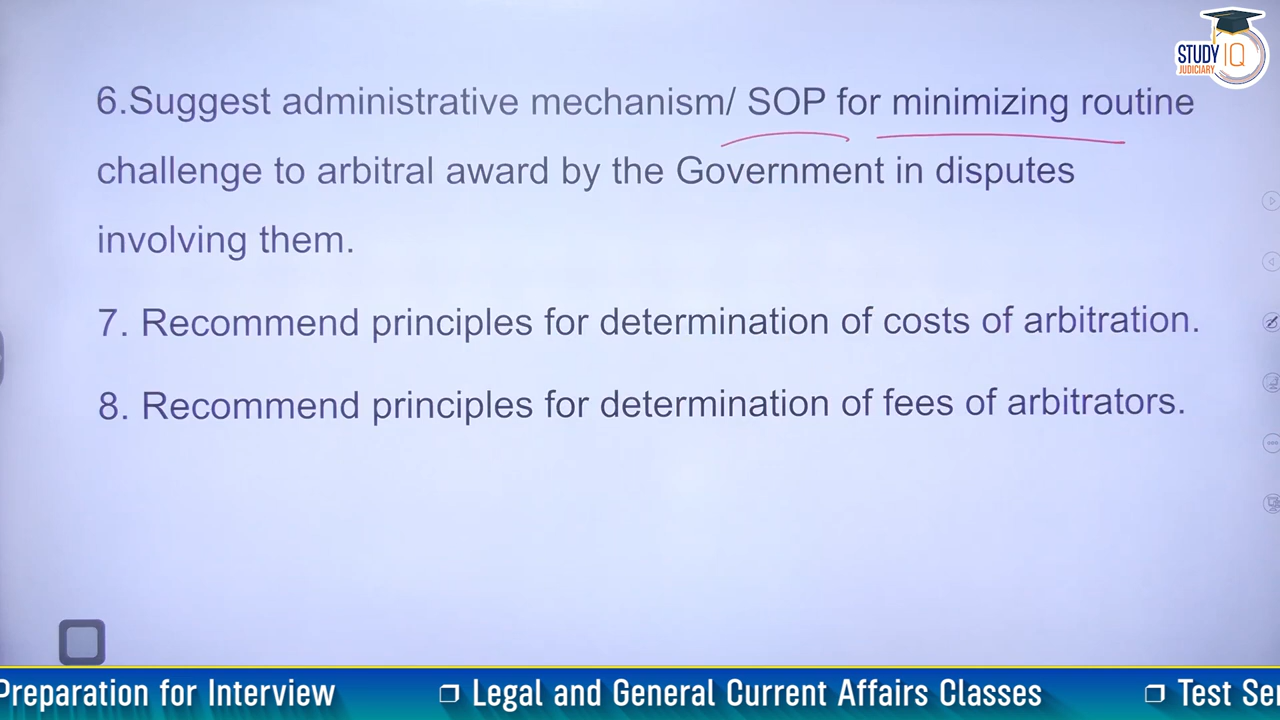 STUDY IQ
JUDICIARY
6.Suggest administrative mechanism/ SOP for minimizing routine
challenge to arbitral award by the Government in disputes
involving them.
7. Recommend principles for determination of costs of arbitration.
8. Recommend principles for determination of fees of arbitrators.
Preparation for Interview ❐ Legal and General Current Affairs Classes ❐ Test Ser